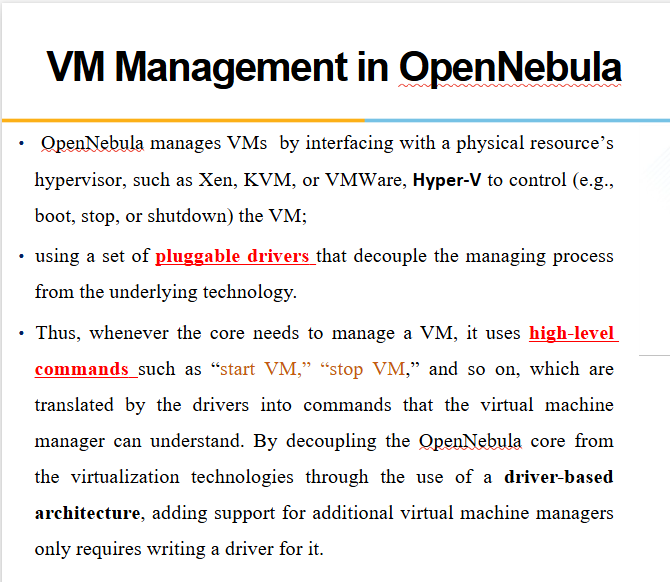 VM Management in OpenNebula
• OpenNebula manages VMs by interfacing with a physical resource’s
hypervisor, such as Xen, KVM, or VMWare, Hyper-V to control (e.g.,
boot, stop, or shutdown) the VM;
• using a set of pluggable drivers that decouple the managing process
from the underlying technology.
• Thus, whenever the core needs to manage a VM, it uses high-level
commands such as “start VM,” “stop VM,” and so on, which are
translated by the drivers into commands that the virtual machine
manager can understand. By decoupling the OpenNebula core from
the virtualization technologies through the use of a driver-based
architecture, adding support for additional virtual machine managers
only requires writing a driver for it.